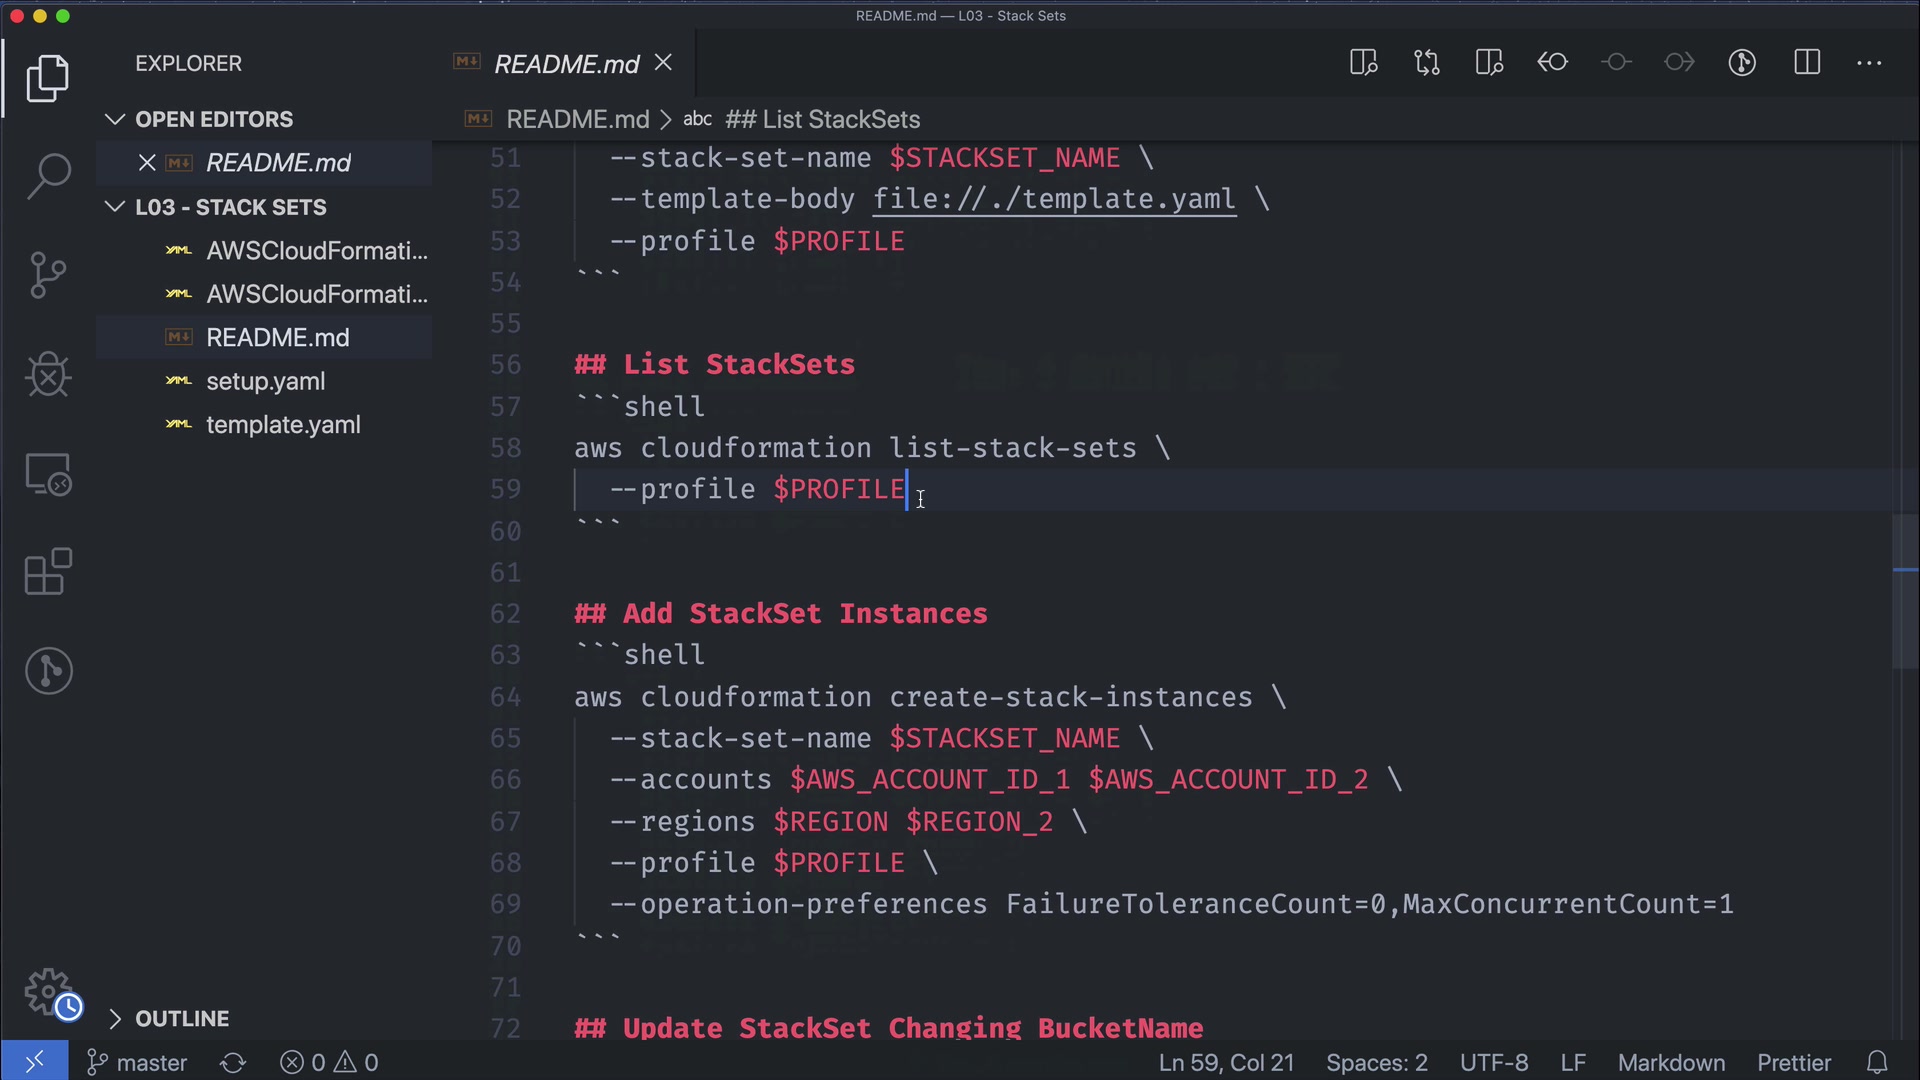 README.md — L03 - Stack Sets
EXPLORER
OPEN EDITORS
README.md
L03 - STACK SETS
AWSCloudFormati...
AWSCloudFormati...
README.md
setup.yaml
template.yaml
OUTLINE
README.md
README.md > abc ## List StackSets
51 --stack-set-name $STACKSET_NAME \
52 --template-body file://./template.yaml \
53 --profile $PROFILE
54 ```
55
56 ## List StackSets
57 ```shell
58 aws cloudformation list-stack-sets \
59 --profile $PROFILE
60 ```
61
62 ## Add StackSet Instances
63 ```shell
64 aws cloudformation create-stack-instances \
65 --stack-set-name $STACKSET_NAME \
66 --accounts $AWS_ACCOUNT_ID_1 $AWS_ACCOUNT_ID_2 \
67 --regions $REGION $REGION_2 \
68 --profile $PROFILE \
69 --operation-preferences FailureToleranceCount=0,MaxConcurrentCount=1
70 ```
71
72 ## Update StackSet Changing BucketName
master 0 0 Ln 59, Col 21 Spaces: 2 UTF-8 LF Markdown Prettier